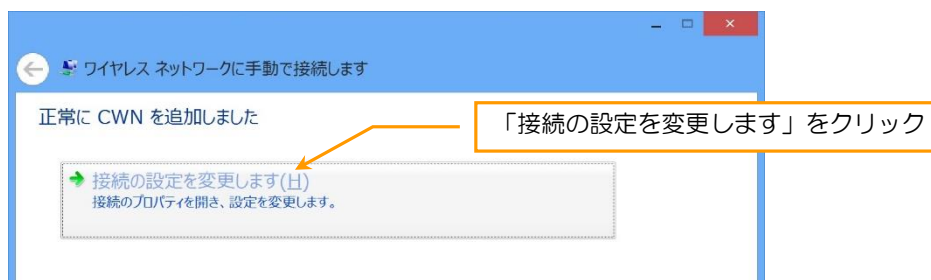 ワイヤレス ネットワークに手動で接続します
正常に CWN を追加しました
「接続の設定を変更します」をクリック
接続の設定を変更します(H)
接続のプロパティを開き、設定を変更します。